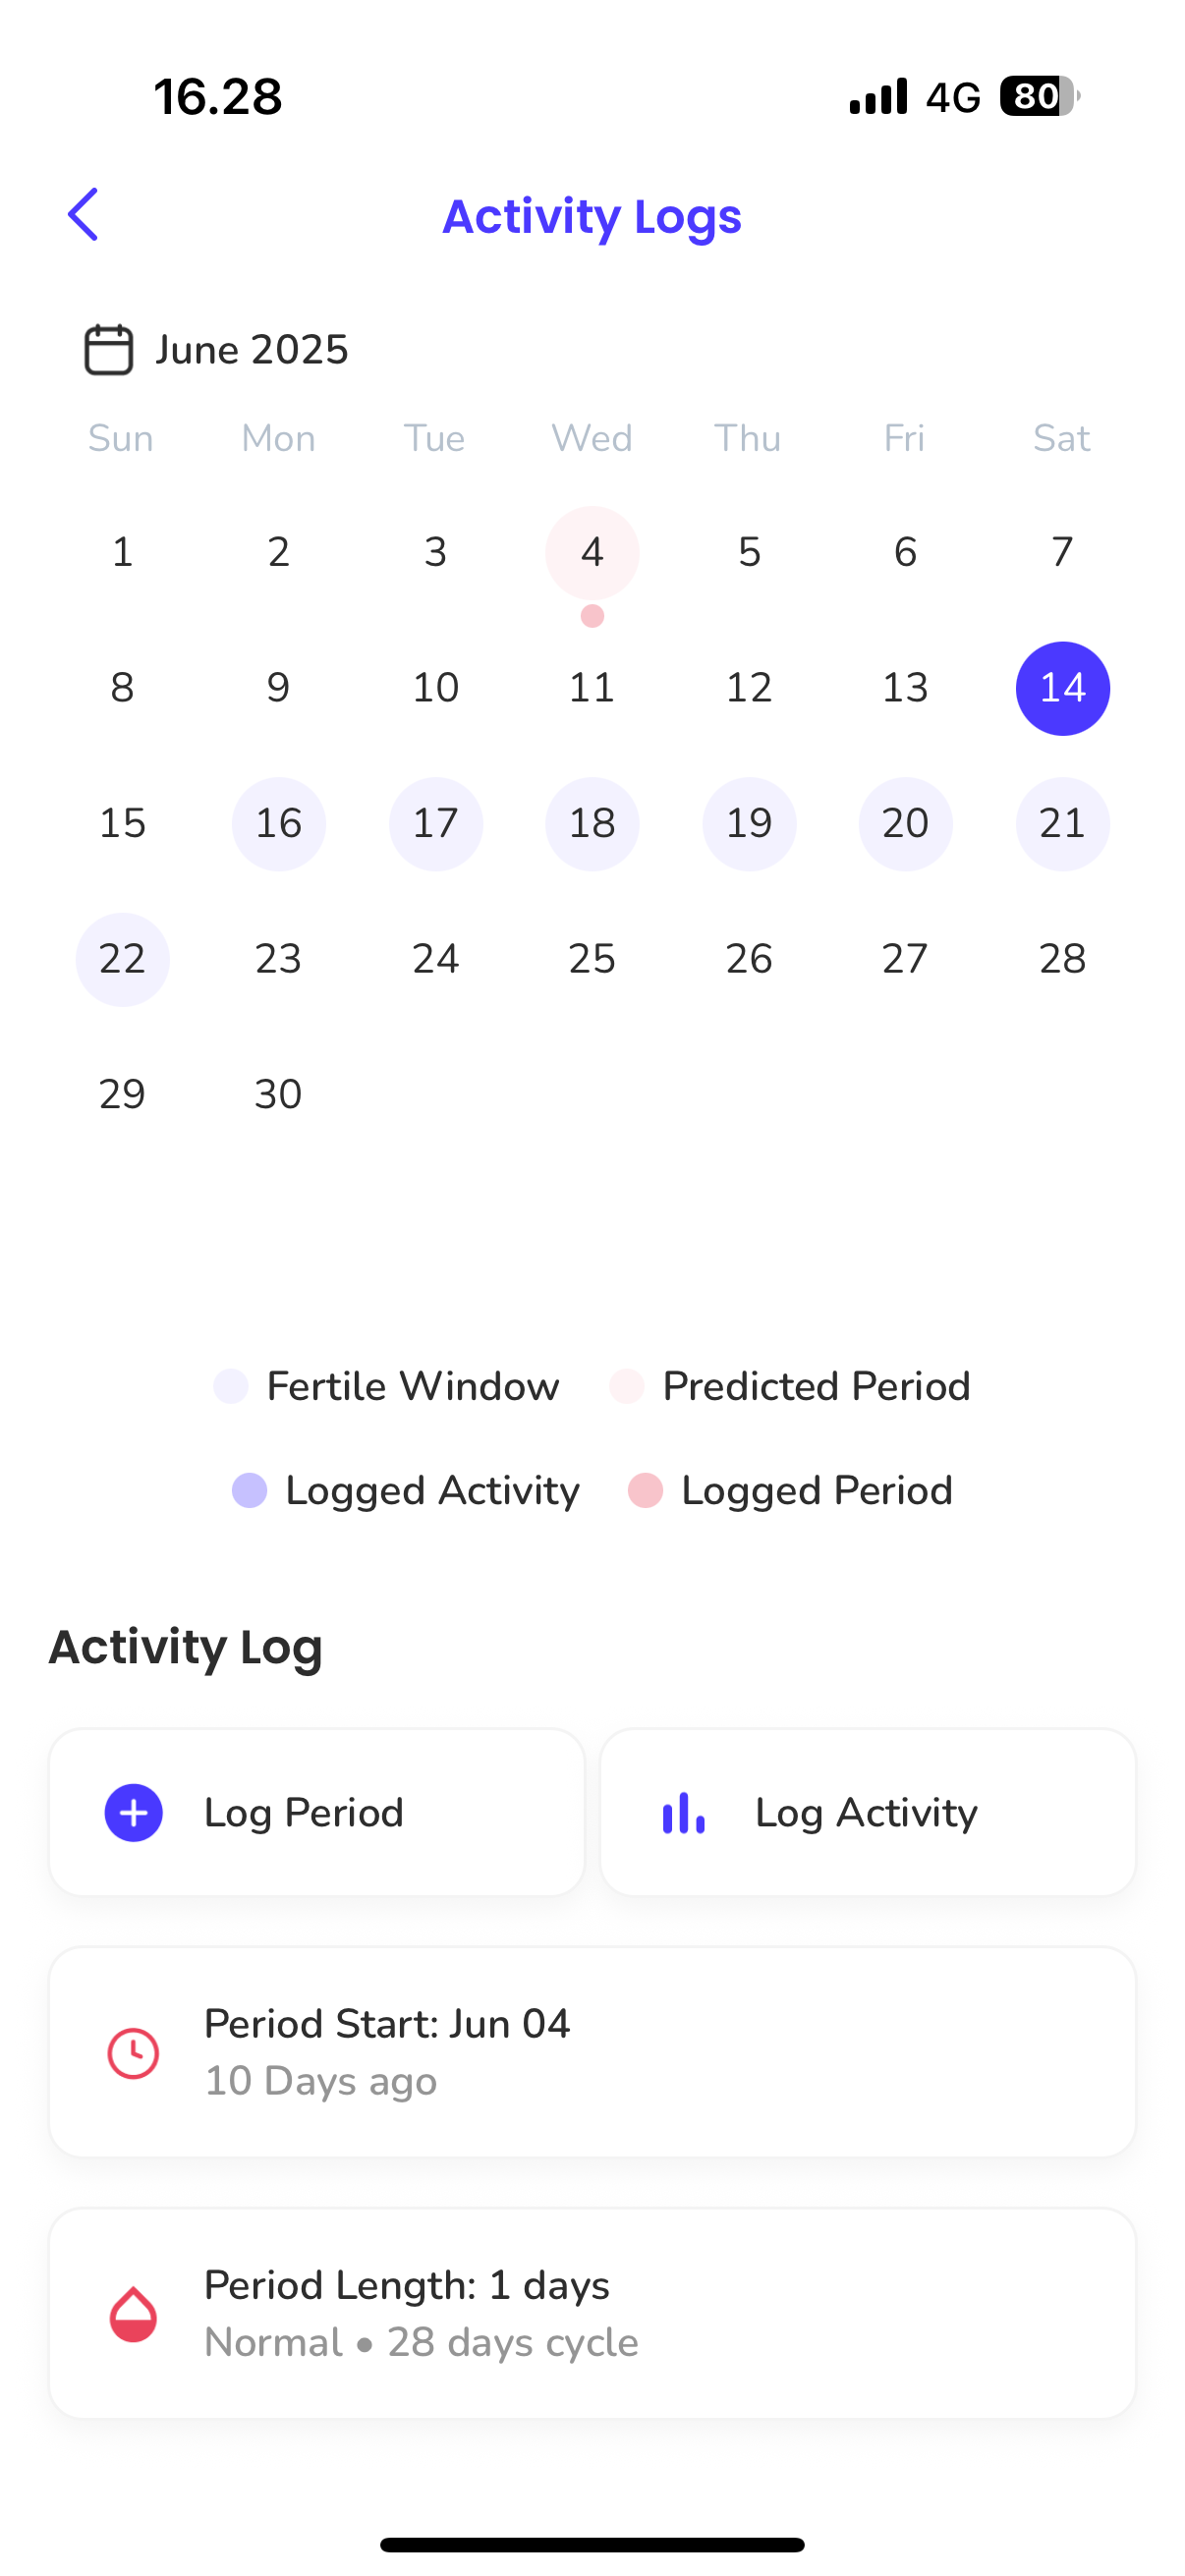 16.28 4G 80
Activity Logs
June 2025
Sun Mon Tue Wed Thu Fri Sat
1 2 3 4 5 6 7
8 9 10 11 12 13 14
15 16 17 18 19 20 21
22 23 24 25 26 27 28
29 30
Fertile Window Predicted Period
Logged Activity Logged Period
Activity Log
Log Period Log Activity
Period Start: Jun 04
10 Days ago
Period Length: 1 days
Normal • 28 days cycle